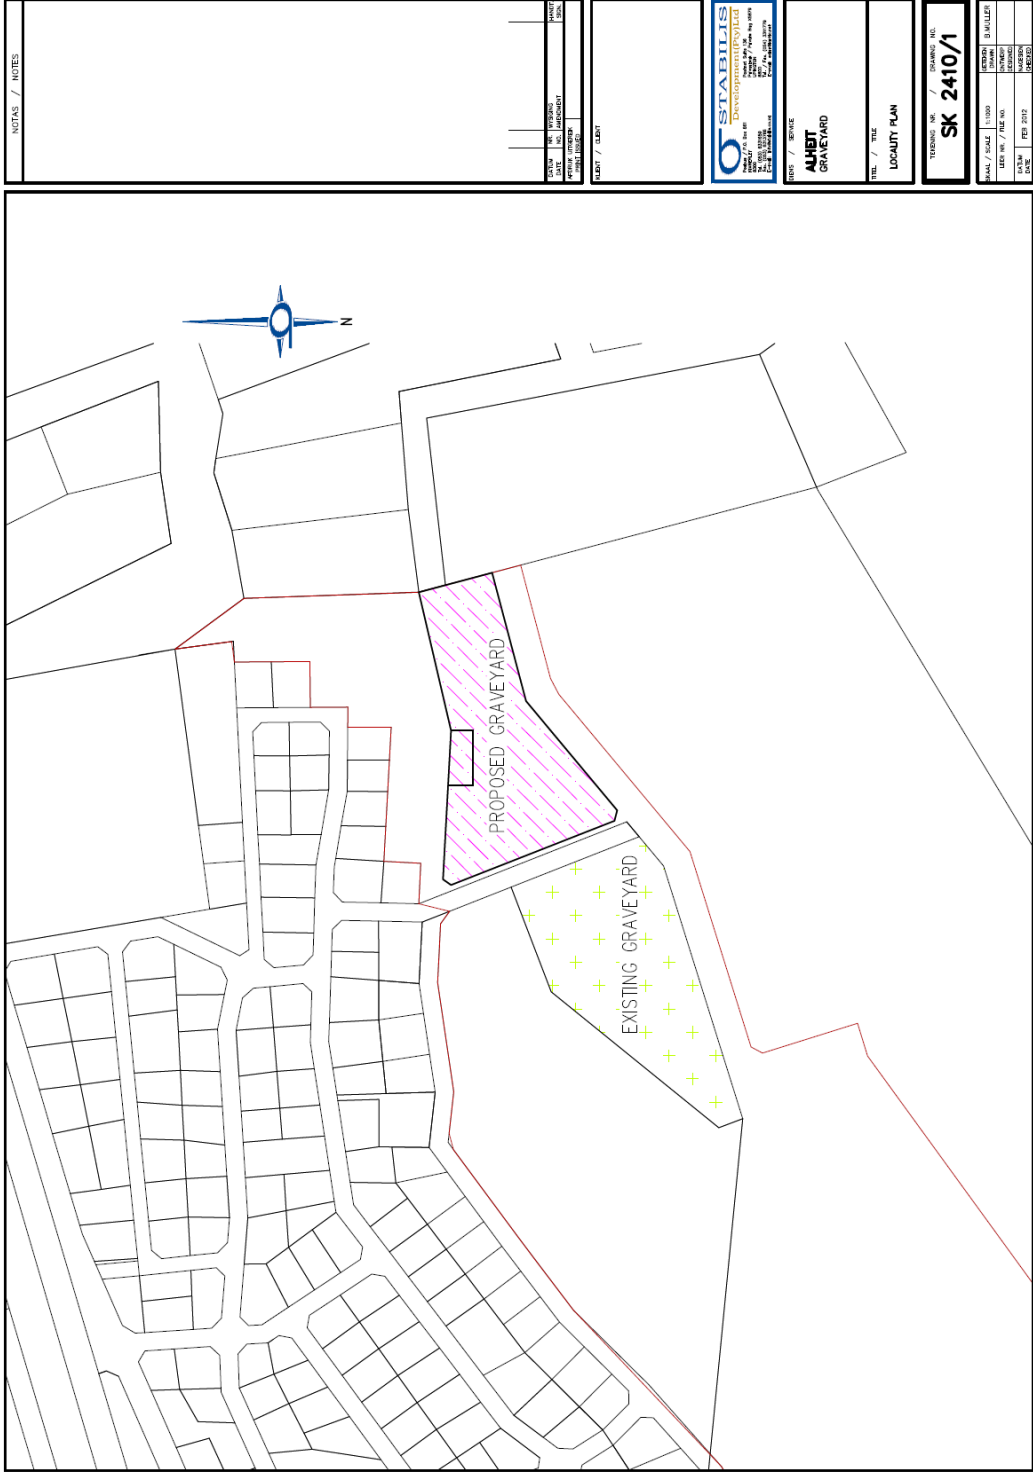 NOTAS / NOTES
DATUM NR. WYSIGING
DATE NO. AMENDMENT
HANDT.
SIGN.
AFDRUK UITGEREIK
PRINT ISSUED
KLIENT / CLIENT
STABILIS
Development(Pty)Ltd
DIENS / SERVICE
ALHEIT
GRAVEYARD
TITEL / TITLE
LOCALITY PLAN
TEKENING NR. / DRAWING NO.
SK 2410/1
SKAAL / SCALE 1:1000
LEER NR. / FILE NO.
DATUM
DATE
FEB 2012
GETEKEN
DRAWN
B.MULLER
ONTWERP
DESIGNED
NAGESIEN
CHECKED
N
PROPOSED GRAVEYARD
EXISTING GRAVEYARD